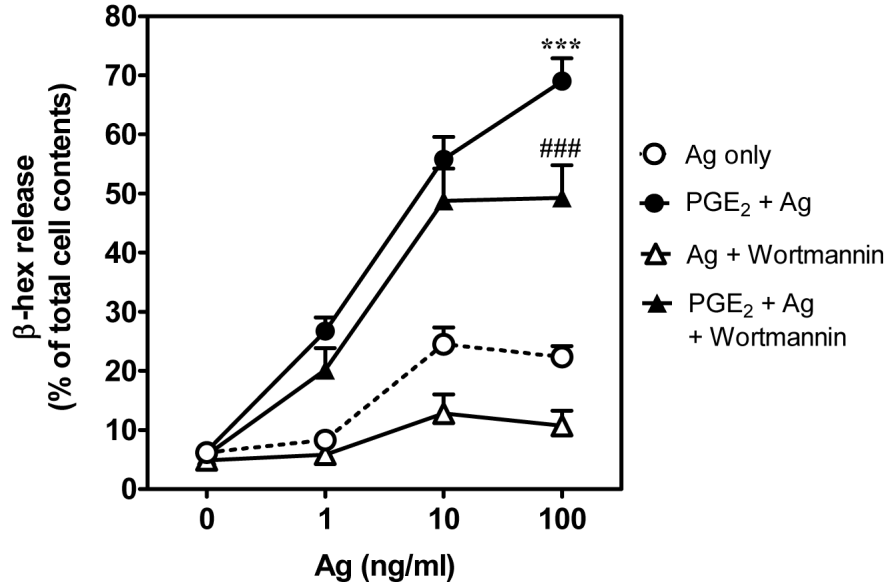 80
70
60
50
40
30
20
10
0
β-hex release
(% of total cell contents)
***
###
0 1 10 100
Ag (ng/ml)
Ag only
PGE₂ + Ag
Ag + Wortmannin
PGE₂ + Ag
+ Wortmannin